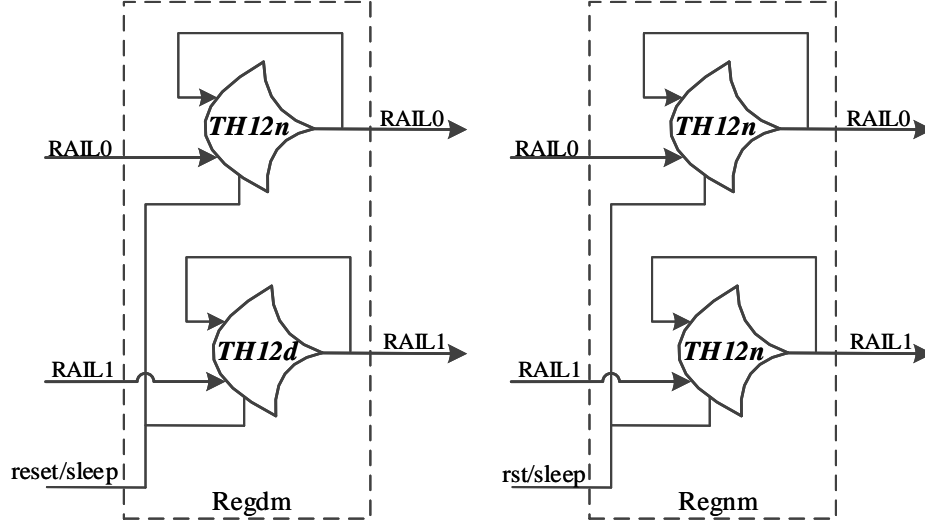 TH12n
RAIL0
RAIL0
TH12d
RAIL1
RAIL1
reset/sleep
Regdm
TH12n
RAIL0
RAIL0
TH12n
RAIL1
RAIL1
rst/sleep
Regnm